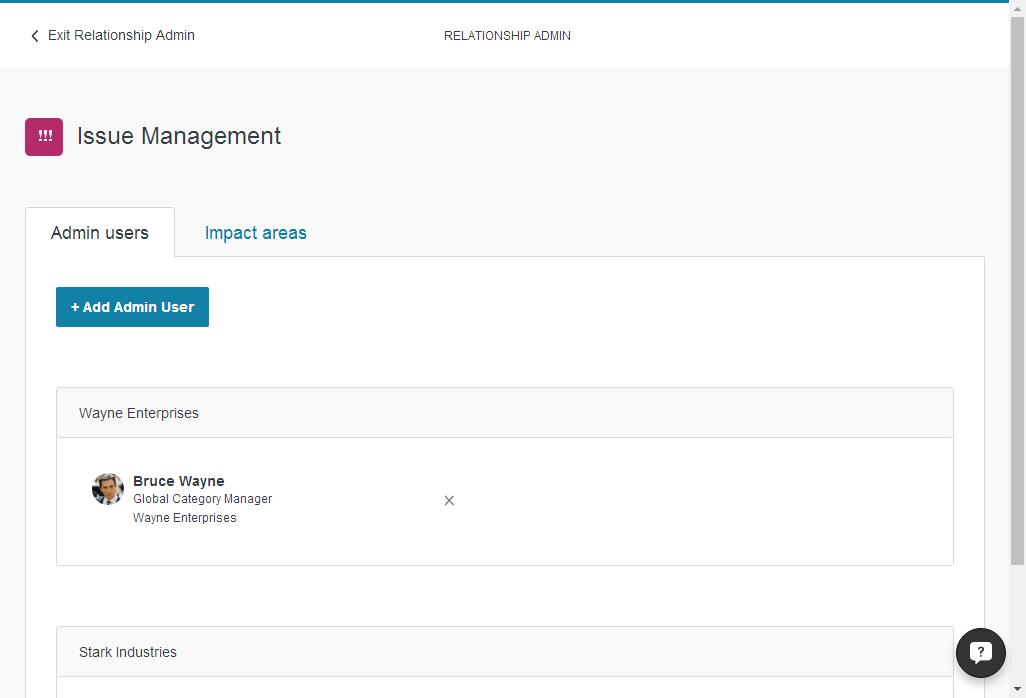 Exit Relationship Admin
RELATIONSHIP ADMIN
!!!
Issue Management
Admin users
Impact areas
+ Add Admin User
Wayne Enterprises
Bruce Wayne
Global Category Manager
Wayne Enterprises
Stark Industries
?